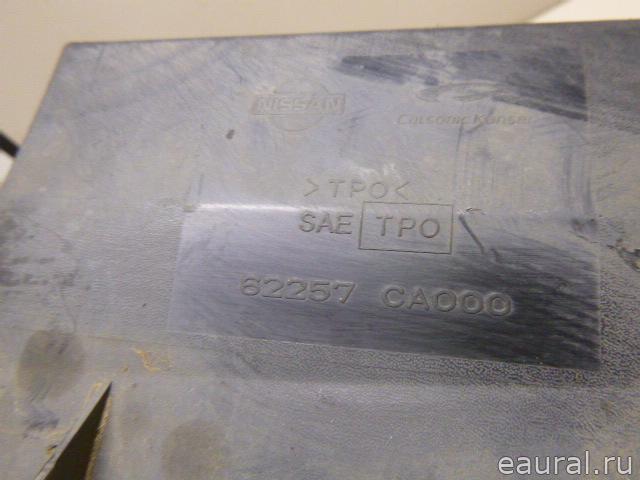 NISSAN
Calsonic Kansei
>TPO<
SAE TPO
62257 CA000
eaural.ru